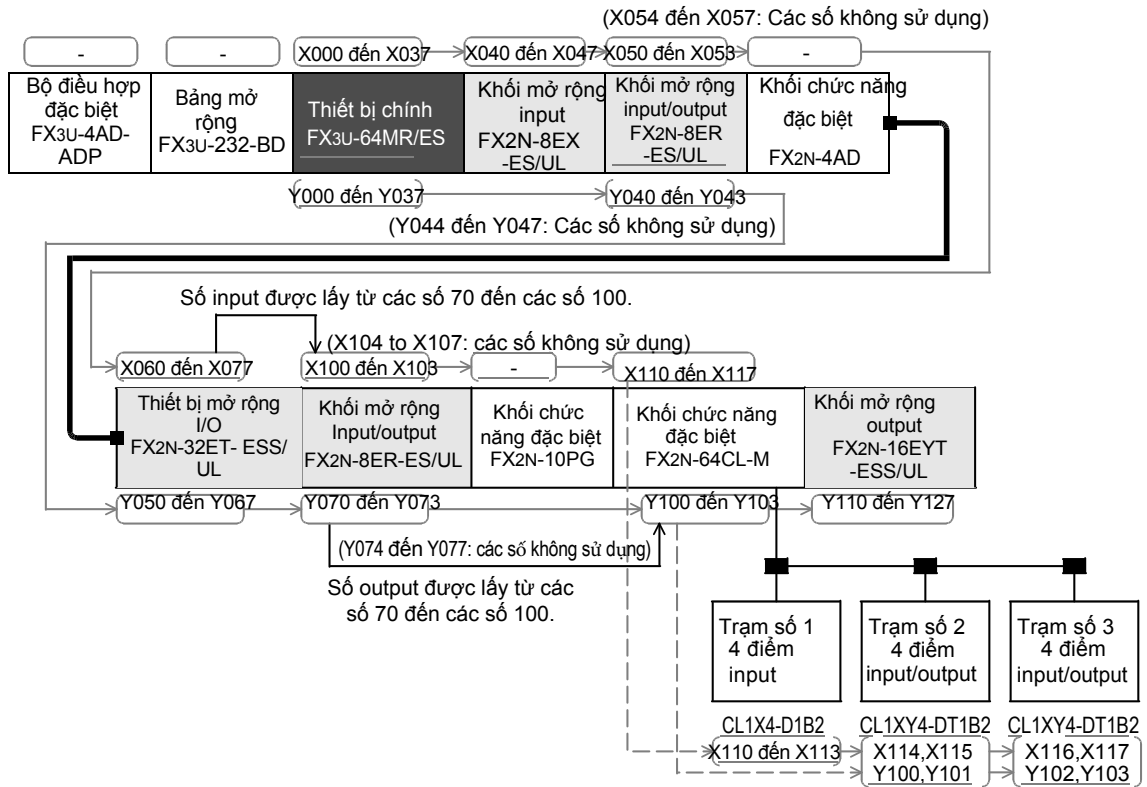 (X054 đến X057: Các số không sử dụng)
-
-
X000 đến X037
X040 đến X047
X050 đến X053
-
Bộ điều hợp
đặc biệt
FX3U-4AD-
ADP
Bảng mở
rộng
FX3U-232-BD
Thiết bị chính
FX3U-64MR/ES
Khối mở rộng
input
FX2N-8EX
-ES/UL
Khối mở rộng
input/output
FX2N-8ER
-ES/UL
Khối chức năng
đặc biệt
FX2N-4AD
Y000 đến Y037
Y040 đến Y043
(Y044 đến Y047: Các số không sử dụng)
Số input được lấy từ các số 70 đến các số 100.
(X104 to X107: các số không sử dụng)
X060 đến X077
X100 đến X103
-
X110 đến X117
Thiết bị mở rộng
I/O
FX2N-32ET- ESS/
UL
Khối mở rộng
Input/output
FX2N-8ER-ES/UL
Khối chức
năng đặc biệt
FX2N-10PG
Khối chức năng
đặc biệt
FX2N-64CL-M
Khối mở rộng
output
FX2N-16EYT
-ESS/UL
Y050 đến Y067
Y070 đến Y073
Y100 đến Y103
Y110 đến Y127
(Y074 đến Y077: các số không sử dụng)
Số output được lấy từ các
số 70 đến các số 100.
Trạm số 1
4 điểm
input
Trạm số 2
4 điểm
input/output
Trạm số 3
4 điểm
input/output
CL1X4-D1B2
CL1XY4-DT1B2
CL1XY4-DT1B2
X110 đến X113
X114,X115
Y100,Y101
X116,X117
Y102,Y103